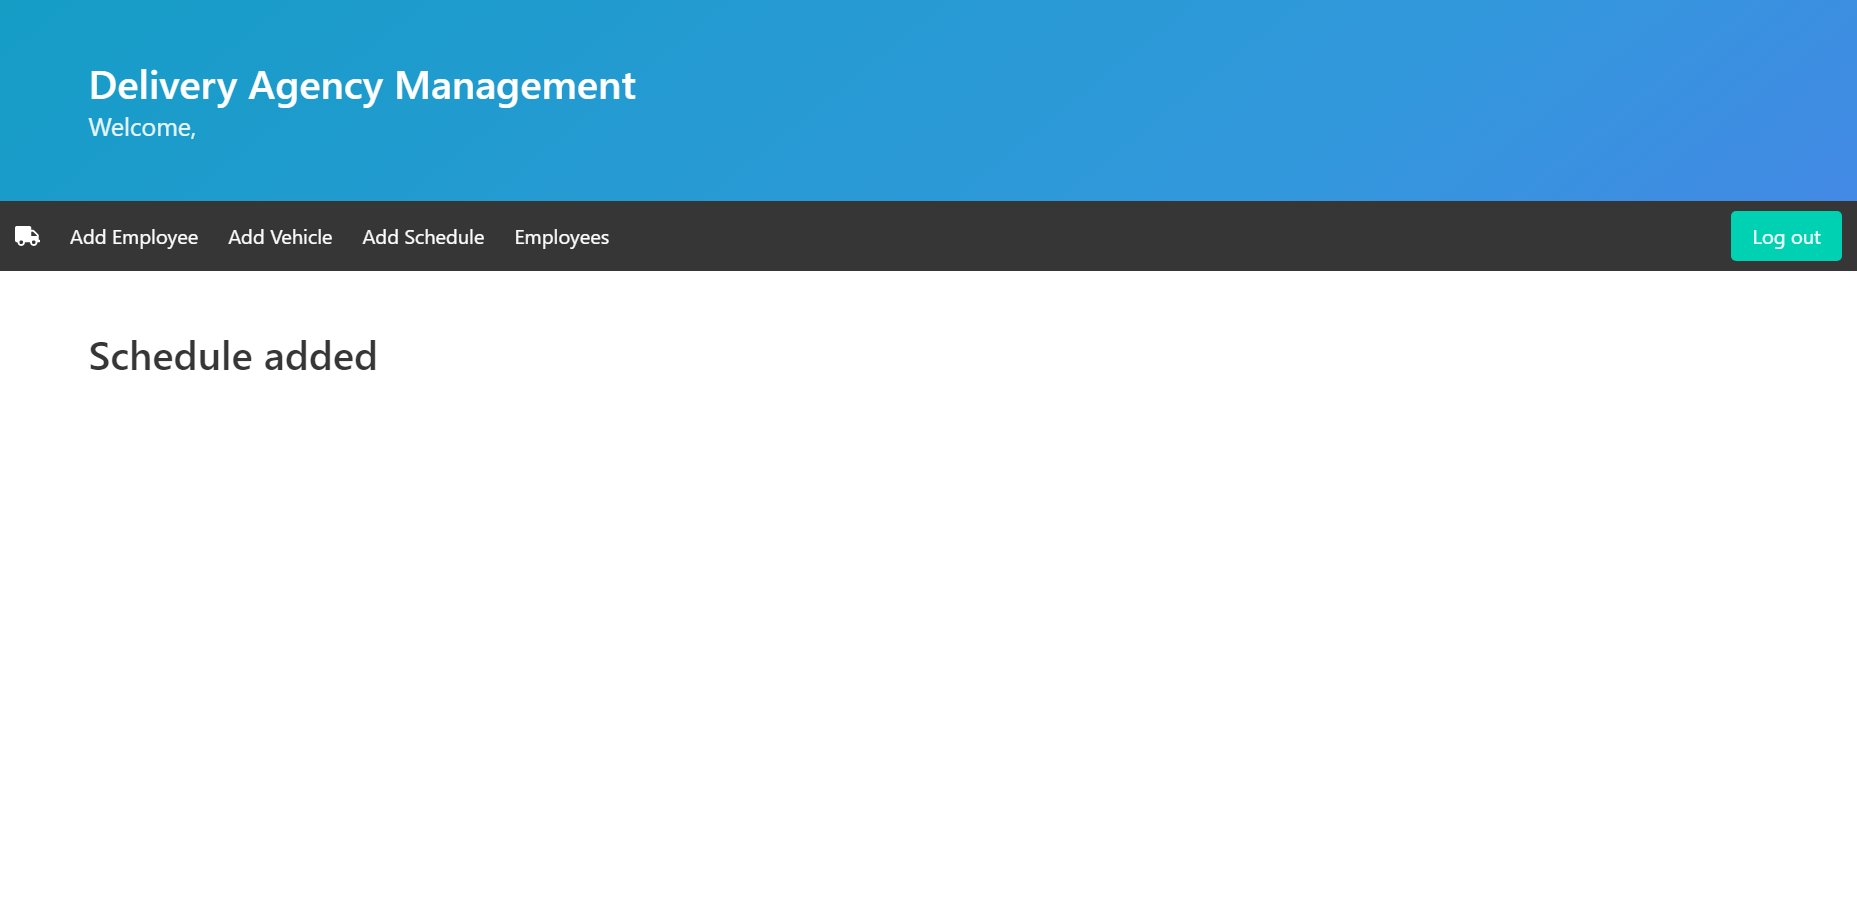 Delivery Agency Management
Welcome,
Add Employee Add Vehicle Add Schedule Employees Log out
Schedule added